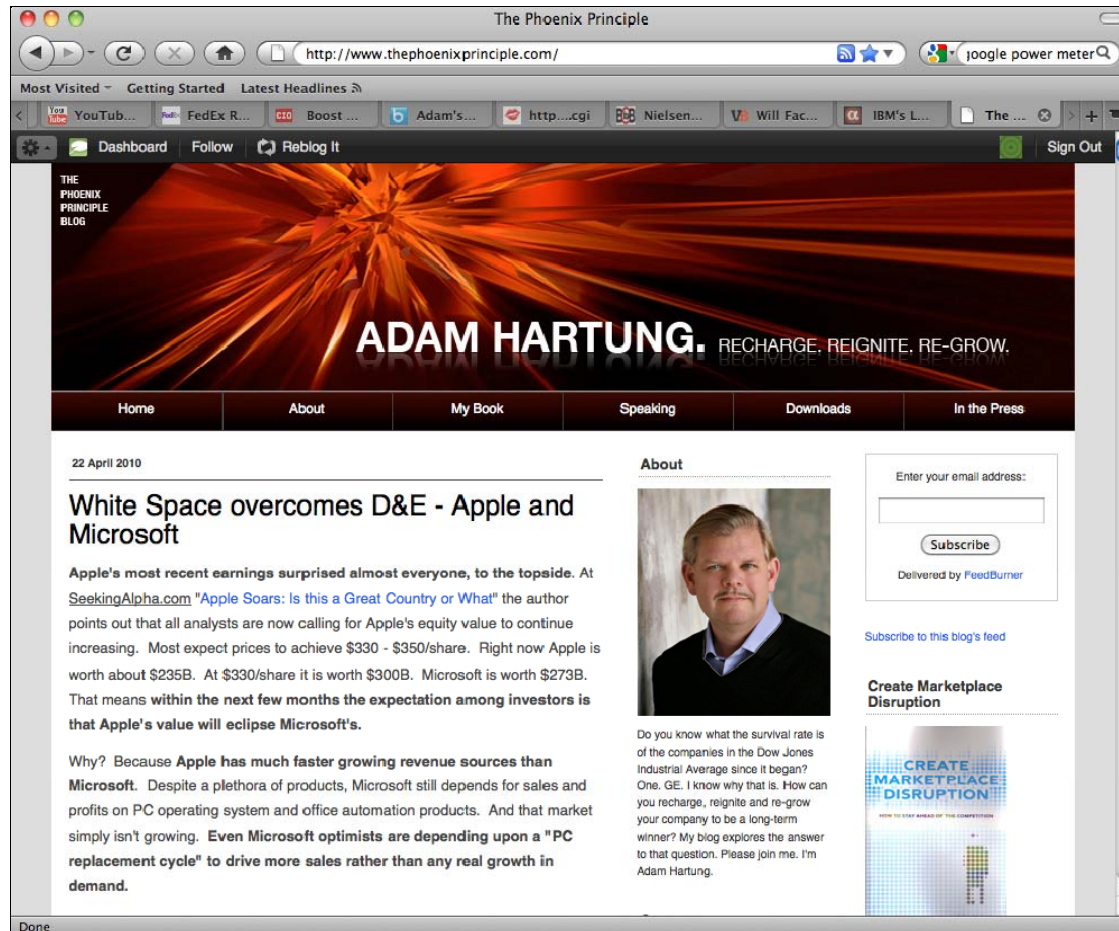 The Phoenix Principle
http://www.thephoenixprinciple.com/
google power meter
Most Visited
Getting Started
Latest Headlines
YouTub...
FedEx R...
CIO
Boost ...
Adam's...
http....cgi
Nielsen...
VB
Will Fac...
α
IBM's L...
The ...
Dashboard
Follow
Reblog It
Sign Out
THE
PHOENIX
PRINCIPLE
BLOG
ADAM HARTUNG. RECHARGE. REIGNITE. RE-GROW.
Home
About
My Book
Speaking
Downloads
In the Press
22 April 2010
White Space overcomes D&E - Apple and
Microsoft
Apple's most recent earnings surprised almost everyone, to the topside. At
SeekingAlpha.com "Apple Soars: Is this a Great Country or What" the author
points out that all analysts are now calling for Apple's equity value to continue
increasing. Most expect prices to achieve $330 - $350/share. Right now Apple is
worth about $235B. At $330/share it is worth $300B. Microsoft is worth $273B.
That means within the next few months the expectation among investors is
that Apple's value will eclipse Microsoft's.
Why? Because Apple has much faster growing revenue sources than
Microsoft. Despite a plethora of products, Microsoft still depends for sales and
profits on PC operating system and office automation products. And that market
simply isn't growing. Even Microsoft optimists are depending upon a "PC
replacement cycle" to drive more sales rather than any real growth in
demand.
About
Do you know what the survival rate is
of the companies in the Dow Jones
Industrial Average since it began?
One. GE. I know why that is. How can
you recharge, reignite and re-grow
your company to be a long-term
winner? My blog explores the answer
to that question. Please join me. I'm
Adam Hartung.
Enter your email address:
Subscribe
Delivered by FeedBurner
Subscribe to this blog's feed
Create Marketplace
Disruption
CREATE
MARKETPLACE
DISRUPTION
HOW TO STAY AHEAD OF THE COMPETITION
Done